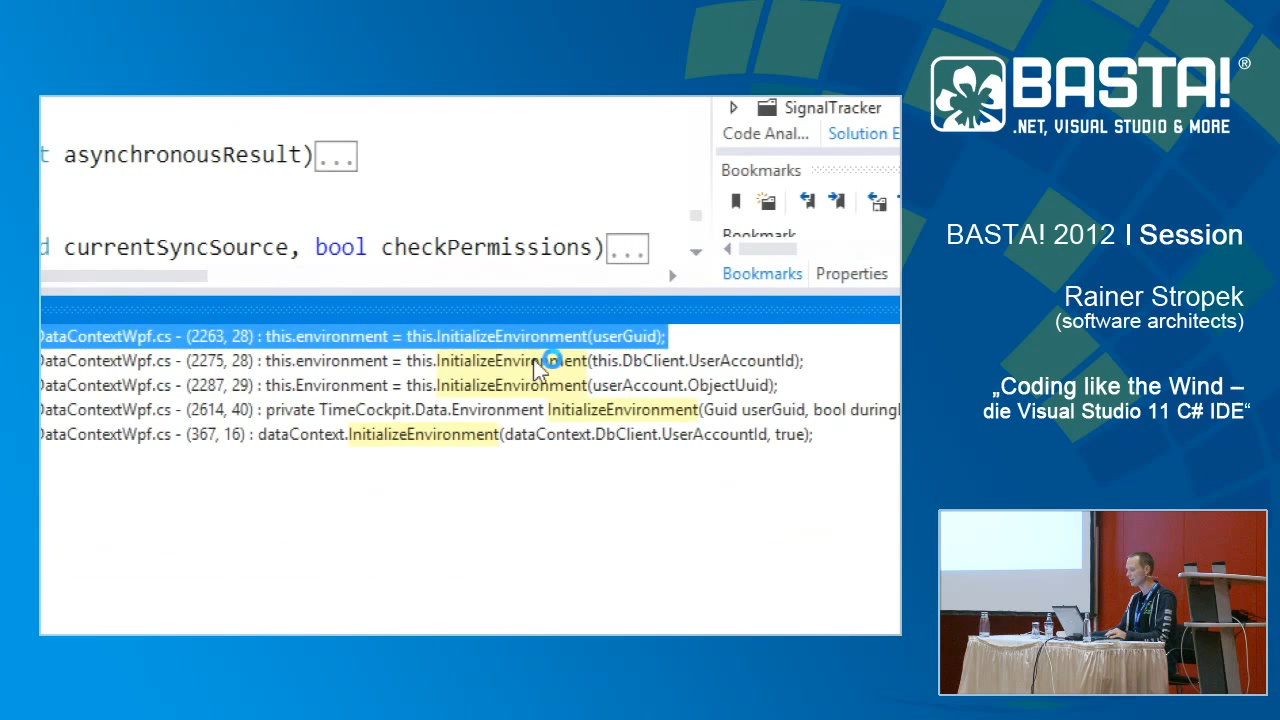 SignalTracker
Code Anal...
Solution E
t asynchronousResult)...
Bookmarks
d currentSyncSource, bool checkPermissions)...
Bookmark
Bookmarks
Properties
DataContextWpf.cs - (2263, 28) : this.environment = this.InitializeEnvironment(userGuid);
DataContextWpf.cs - (2275, 28) : this.environment = this.InitializeEnvironment(this.DbClient.UserAccountId);
DataContextWpf.cs - (2287, 29) : this.Environment = this.InitializeEnvironment(userAccount.ObjectUuid);
DataContextWpf.cs - (2614, 40) : private TimeCockpit.Data.Environment InitializeEnvironment(Guid userGuid, bool during
DataContextWpf.cs - (367, 16) : dataContext.InitializeEnvironment(dataContext.DbClient.UserAccountId, true);
BASTA!®
.NET, VISUAL STUDIO & MORE
BASTA! 2012 I Session
Rainer Stropek
(software architects)
„Coding like the Wind –
die Visual Studio 11 C# IDE“